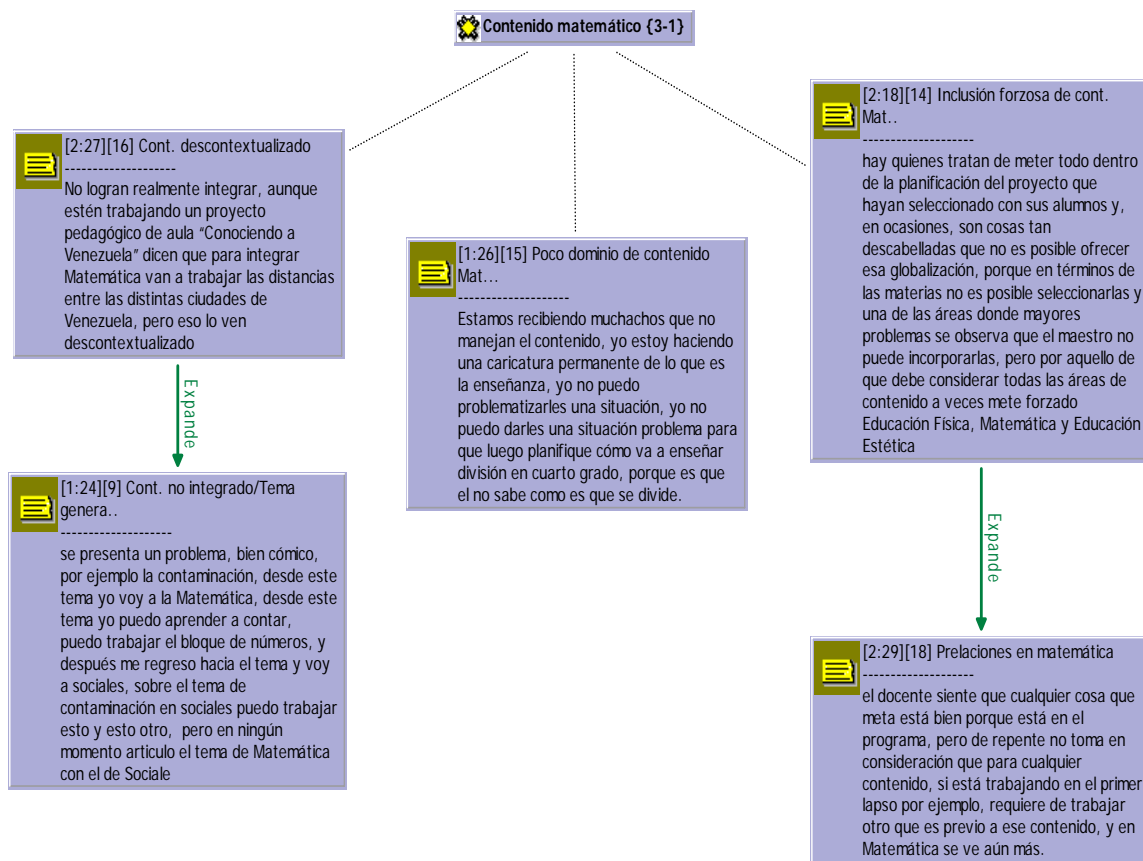 Contenido matemático {3-1}
[2:27][16] Cont. descontextualizado
--------------------
No logran realmente integrar, aunque
estén trabajando un proyecto
pedagógico de aula “Conociendo a
Venezuela” dicen que para integrar
Matemática van a trabajar las distancias
entre las distintas ciudades de
Venezuela, pero eso lo ven
descontextualizado
Expande
[1:24][9] Cont. no integrado/Tema
genera..
--------------------
se presenta un problema, bien cómico,
por ejemplo la contaminación, desde este
tema yo voy a la Matemática, desde este
tema yo puedo aprender a contar,
puedo trabajar el bloque de números, y
después me regreso hacia el tema y voy
a sociales, sobre el tema de
contaminación en sociales puedo trabajar
esto y esto otro, pero en ningún
momento articulo el tema de Matemática
con el de Sociale
[1:26][15] Poco dominio de contenido
Mat...
--------------------
Estamos recibiendo muchachos que no
manejan el contenido, yo estoy haciendo
una caricatura permanente de lo que es
la enseñanza, yo no puedo
problematizarles una situación, yo no
puedo darles una situación problema para
que luego planifique cómo va a enseñar
división en cuarto grado, porque es que
el no sabe como es que se divide.
[2:18][14] Inclusión forzosa de cont.
Mat..
--------------------
hay quienes tratan de meter todo dentro
de la planificación del proyecto que
hayan seleccionado con sus alumnos y,
en ocasiones, son cosas tan
descabelladas que no es posible ofrecer
esa globalización, porque en términos de
las materias no es posible seleccionarlas y
una de las áreas donde mayores
problemas se observa que el maestro no
puede incorporarlas, pero por aquello de
que debe considerar todas las áreas de
contenido a veces mete forzado
Educación Física, Matemática y Educación
Estética
Expande
[2:29][18] Prelaciones en matemática
--------------------
el docente siente que cualquier cosa que
meta está bien porque está en el
programa, pero de repente no toma en
consideración que para cualquier
contenido, si está trabajando en el primer
lapso por ejemplo, requiere de trabajar
otro que es previo a ese contenido, y en
Matemática se ve aún más.